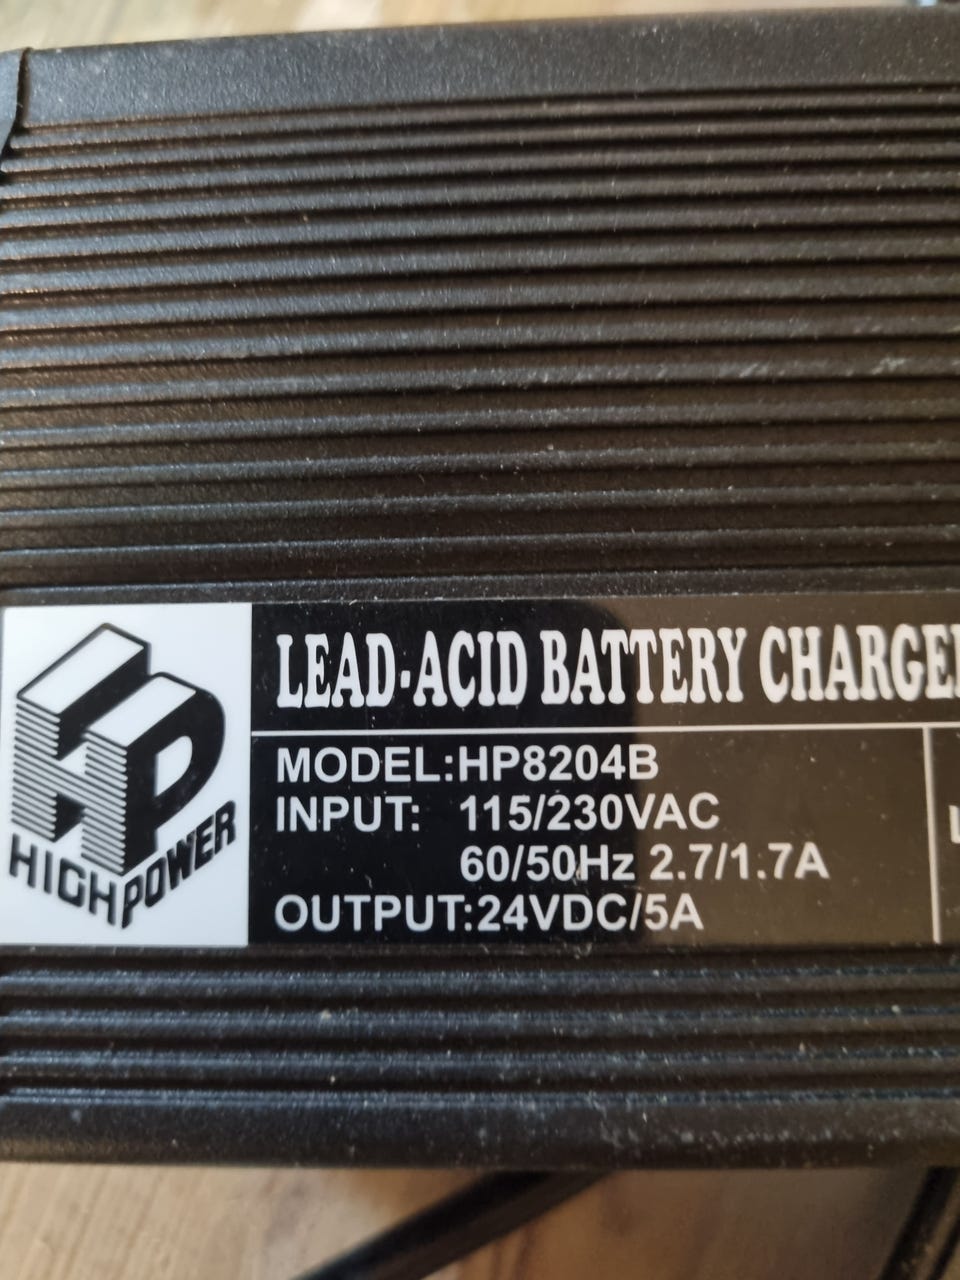 LEAD-ACID BATTERY CHARGE
MODEL:HP8204B
INPUT: 115/230VAC
60/50Hz 2.7/1.7A
OUTPUT:24VDC/5A
HP
HIGH POWER